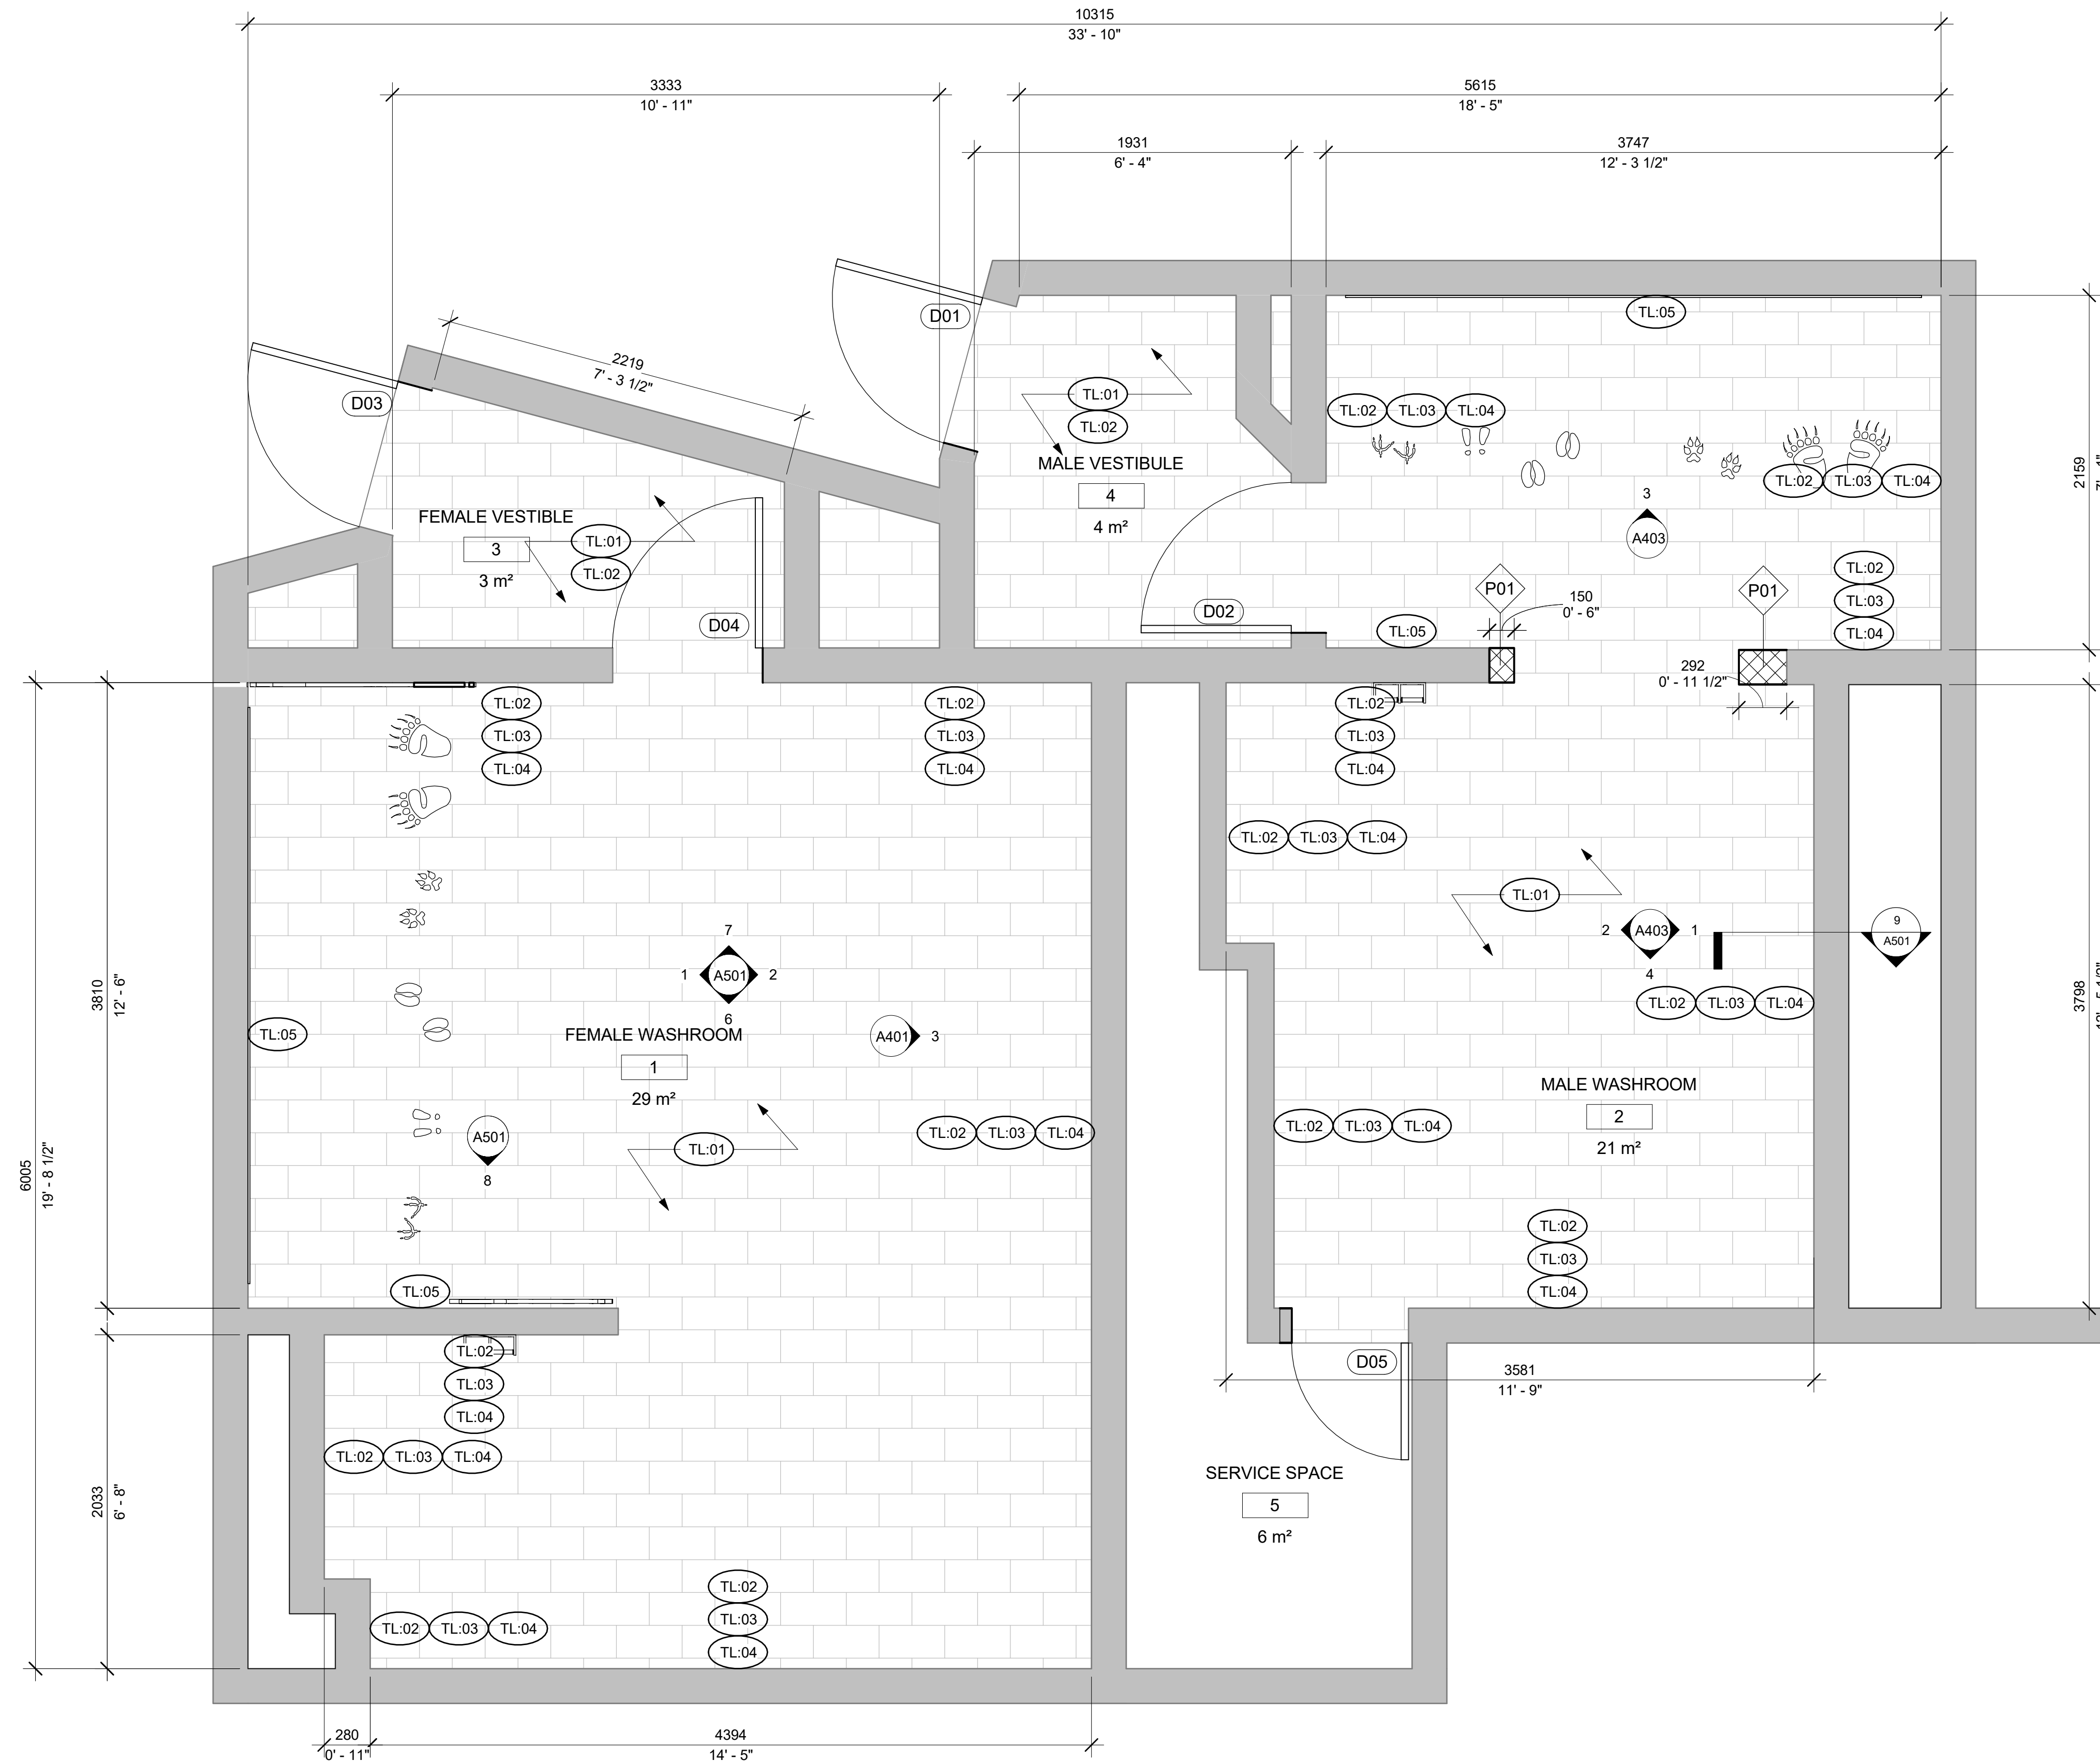 10315
33' - 10"
3333
10' - 11"
5615
18' - 5"
1931
6' - 4"
3747
12' - 3 1/2"
D01
TL:05
2219
7' - 3 1/2"
D03
TL:01
TL:02
TL:02 TL:03 TL:04
MALE VESTIBULE
4
4 m²
TL:02 TL:03 TL:04
2159
3
A403
FEMALE VESTIBLE
3
3 m²
TL:01
TL:02
TL:02
TL:03
TL:04
P01
P01
150
0' - 6"
D04
D02
TL:05
292
0' - 11 1/2"
TL:02
TL:03
TL:04
TL:02
TL:03
TL:04
TL:02
TL:03
TL:04
TL:02 TL:03 TL:04
TL:01
7
1 A501 2
6
2 A403 1
4
9
A501
3810
12' - 6"
3798
TL:02 TL:03 TL:04
TL:05
FEMALE WASHROOM
1
29 m²
A401 3
MALE WASHROOM
2
21 m²
A501
8
TL:01
TL:02 TL:03 TL:04
TL:02 TL:03 TL:04
6005
19' - 8 1/2"
TL:02
TL:03
TL:04
TL:05
TL:02
TL:03
TL:04
D05
3581
11' - 9"
TL:02 TL:03 TL:04
2033
6' - 8"
SERVICE SPACE
5
6 m²
TL:02
TL:03
TL:04
TL:02 TL:03 TL:04
280
0' - 11"
4394
14' - 5"